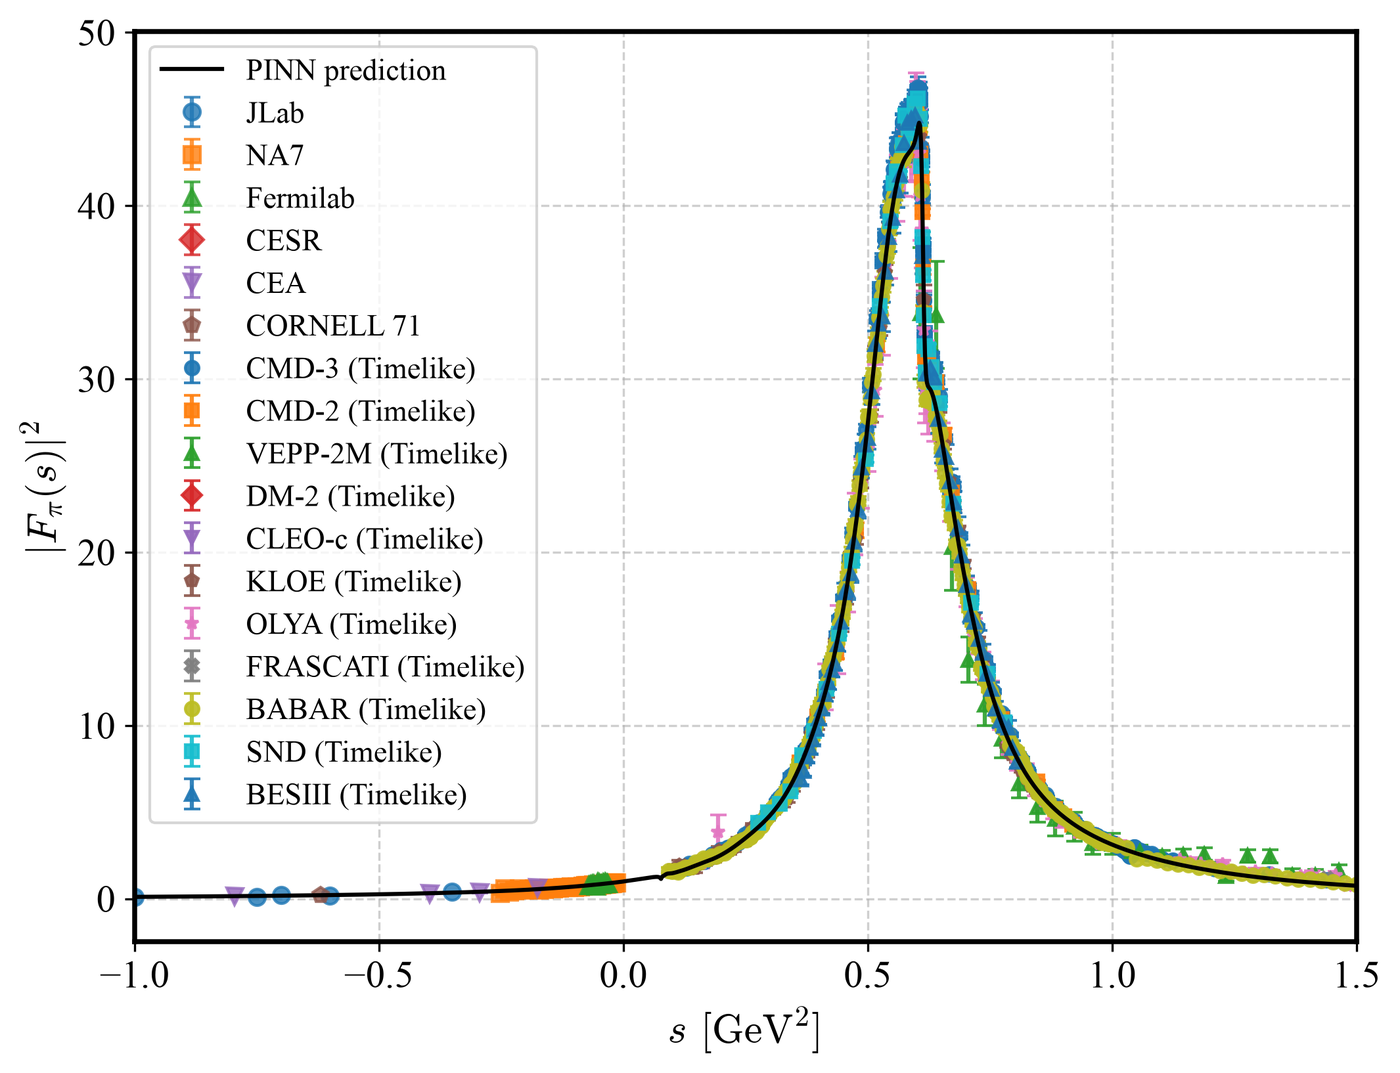 50
40
30
20
10
0
|Fπ(s)|²
PINN prediction
JLab
NA7
Fermilab
CESR
CEA
CORNELL 71
CMD-3 (Timelike)
CMD-2 (Timelike)
VEPP-2M (Timelike)
DM-2 (Timelike)
CLEO-c (Timelike)
KLOE (Timelike)
OLYA (Timelike)
FRASCATI (Timelike)
BABAR (Timelike)
SND (Timelike)
BESIII (Timelike)
−1.0 −0.5 0.0 0.5 1.0 1.5
s [GeV²]